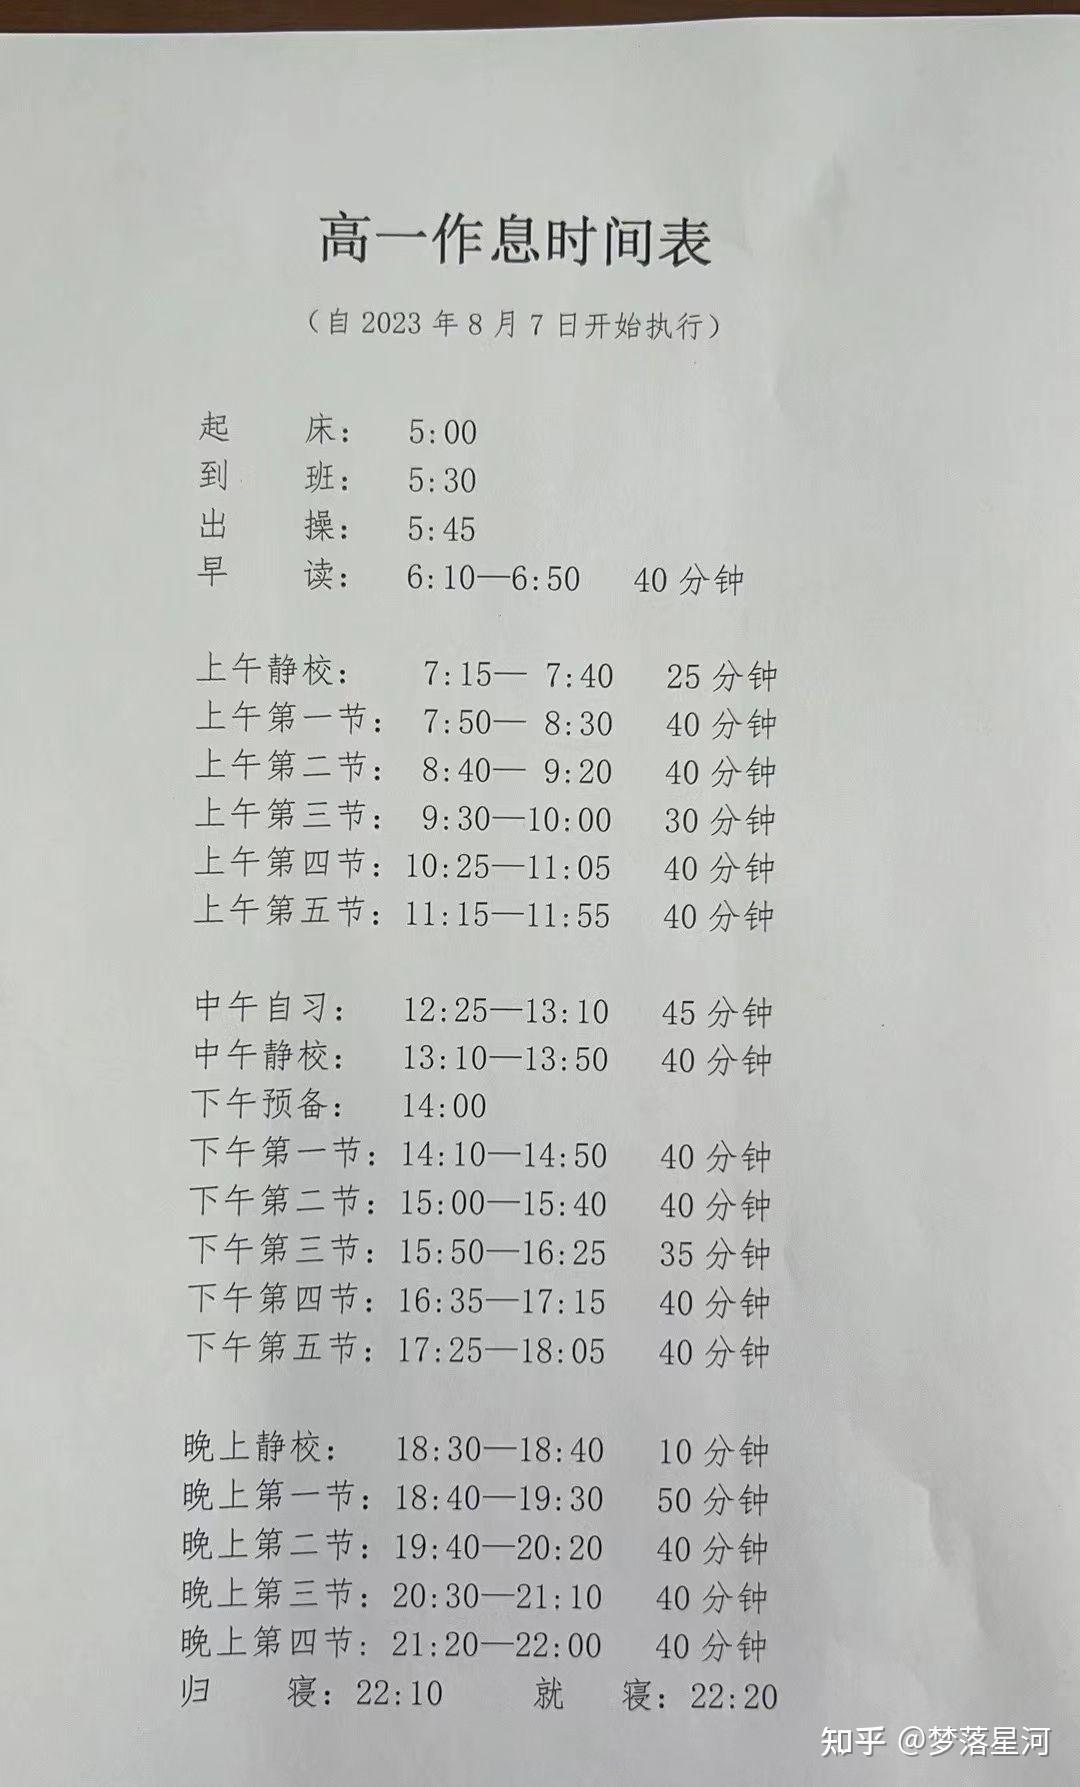 高一作息时间表
（自 2023 年 8 月 7 日开始执行）
起 床： 5:00
到 班： 5:30
出 操： 5:45
早 读： 6:10—6:50 40 分钟
上午静校： 7:15— 7:40 25 分钟
上午第一节： 7:50— 8:30 40 分钟
上午第二节： 8:40— 9:20 40 分钟
上午第三节： 9:30—10:00 30 分钟
上午第四节：10:25—11:05 40 分钟
上午第五节：11:15—11:55 40 分钟
中午自习： 12:25—13:10 45 分钟
中午静校： 13:10—13:50 40 分钟
下午预备： 14:00
下午第一节：14:10—14:50 40 分钟
下午第二节：15:00—15:40 40 分钟
下午第三节：15:50—16:25 35 分钟
下午第四节：16:35—17:15 40 分钟
下午第五节：17:25—18:05 40 分钟
晚上静校： 18:30—18:40 10 分钟
晚上第一节：18:40—19:30 50 分钟
晚上第二节：19:40—20:20 40 分钟
晚上第三节：20:30—21:10 40 分钟
晚上第四节：21:20—22:00 40 分钟
归 寝：22:10 就 寝：22:20
知乎 @梦落星河